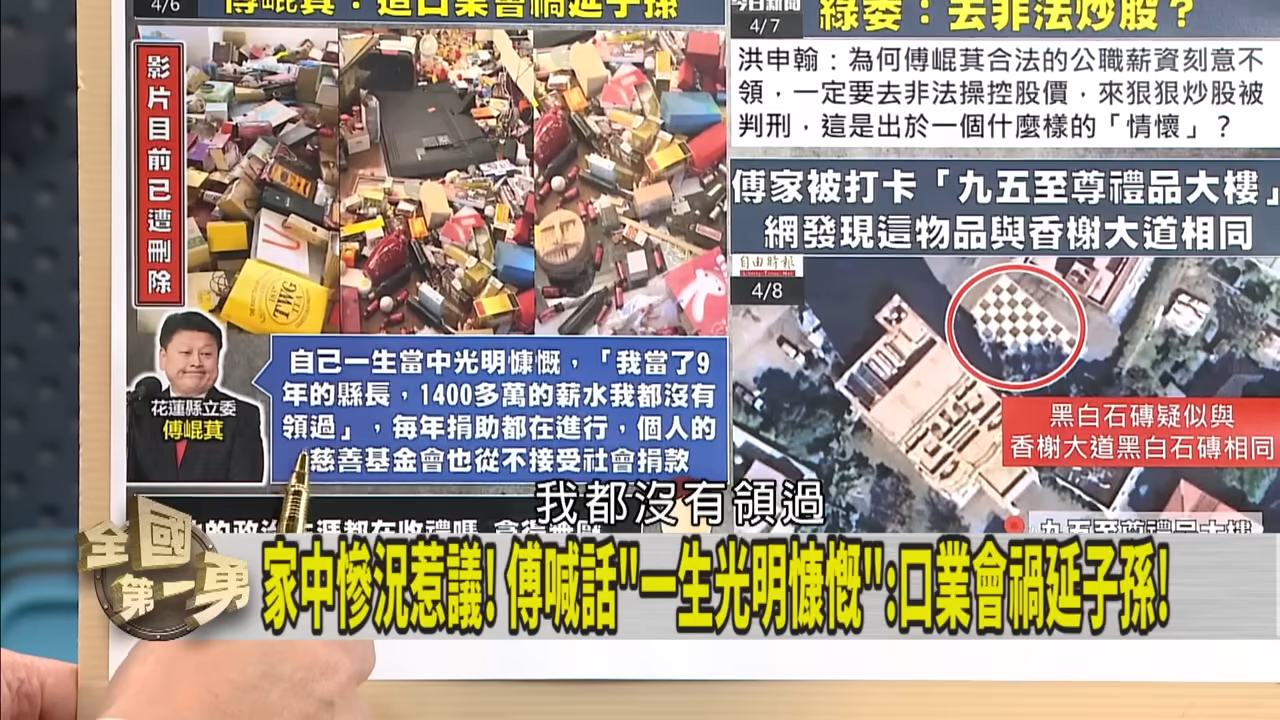 4/6
傅崐萁：造口業會禍延子孫
影片目前已遭刪除
TWG
TEA
花蓮縣立委
傅崐萁
自己一生當中光明慷慨，「我當了9
年的縣長，1400多萬的薪水我都沒有
領過」，每年捐助都在進行，個人的
慈善基金會也從不接受社會捐款
今日新聞
4/7
綠委：去非法炒股？
洪申翰：為何傅崐萁合法的公職薪資刻意不
領，一定要去非法操控股價，來狠狠炒股被
判刑，這是出於一個什麼樣的「情懷」？
傅家被打卡「九五至尊禮品大樓」
網發現這物品與香榭大道相同
自由時報
4/8
黑白石磚疑似與
香榭大道黑白石磚相同
九五至尊禮品大樓
我都沒有領過
全國第一勇
家中慘況惹議!傅喊話"一生光明慷慨":口業會禍延子孫!